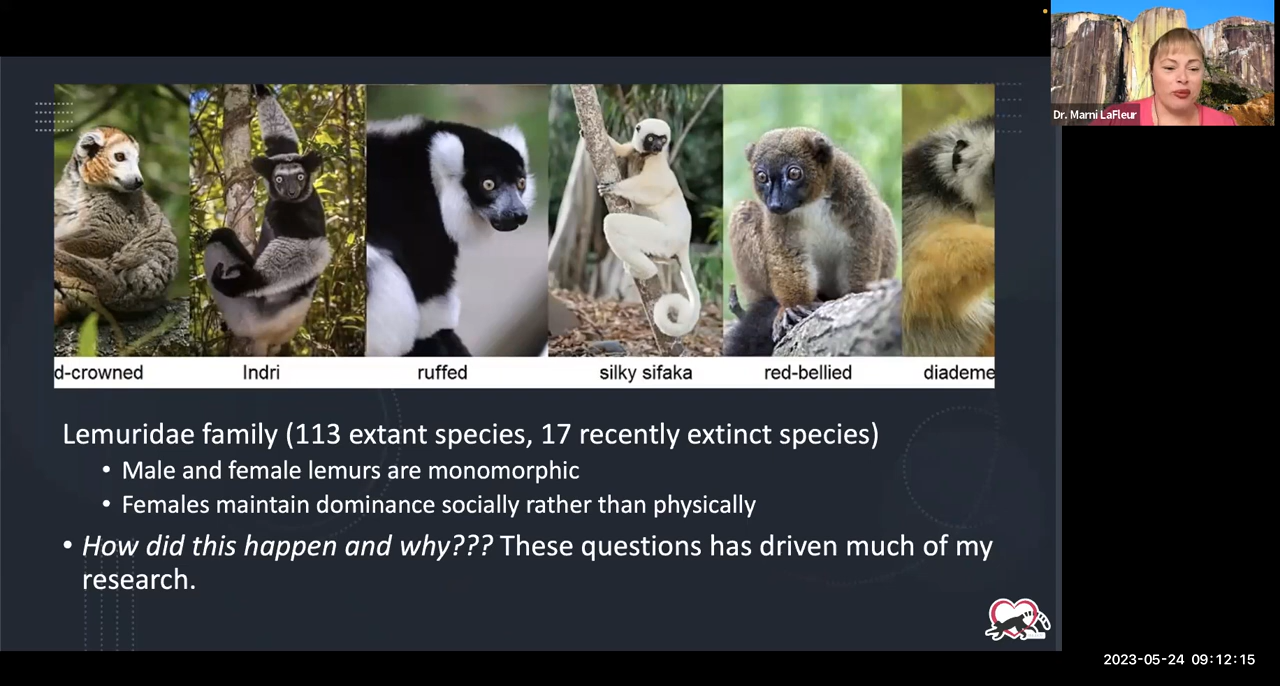 Dr. Marni LaFleur
d-crowned
Indri
ruffed
silky sifaka
red-bellied
diademe
Lemuridae family (113 extant species, 17 recently extinct species)
• Male and female lemurs are monomorphic
• Females maintain dominance socially rather than physically
• How did this happen and why??? These questions has driven much of my
research.
2023-05-24 09:12:15